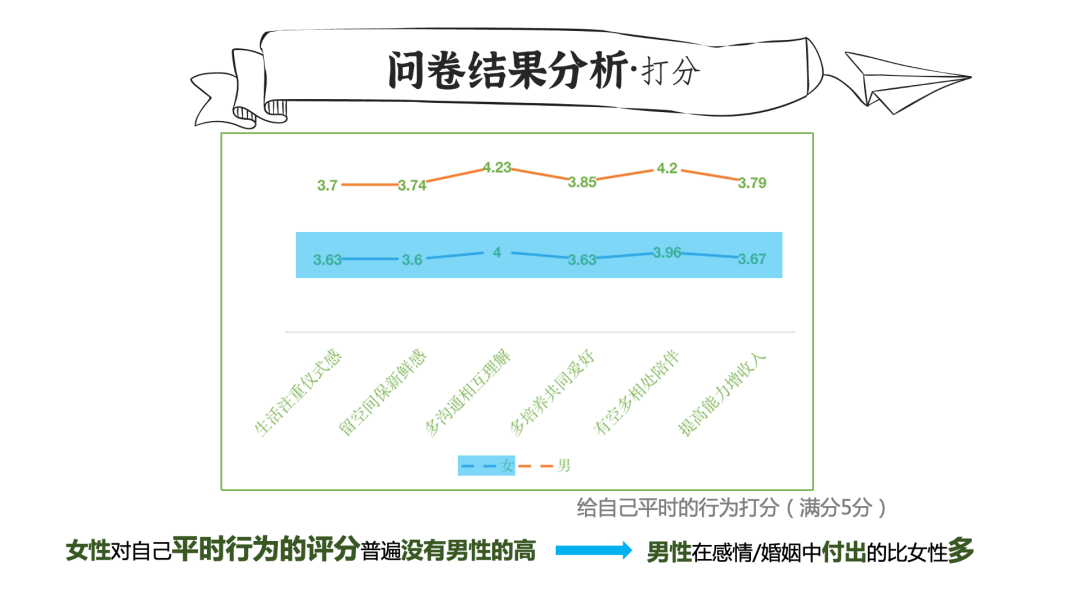 问卷结果分析·打分
3.7 3.74 4.23 3.85 4.2 3.79
3.63 3.6 4 3.63 3.96 3.67
生活注重仪式感
留空间保新鲜感
多沟通相互理解
多培养共同爱好
有空多相处陪伴
提高能力增收入
女 男
给自己平时的行为打分（满分5分）
女性对自己平时行为的评分普遍没有男性的高 男性在感情/婚姻中付出的比女性多